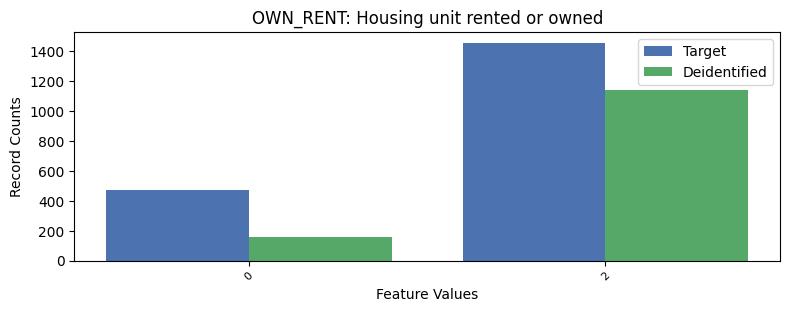 OWN_RENT: Housing unit rented or owned
Target
Deidentified
Record Counts
1400
1200
1000
800
600
400
200
0
0
2
Feature Values